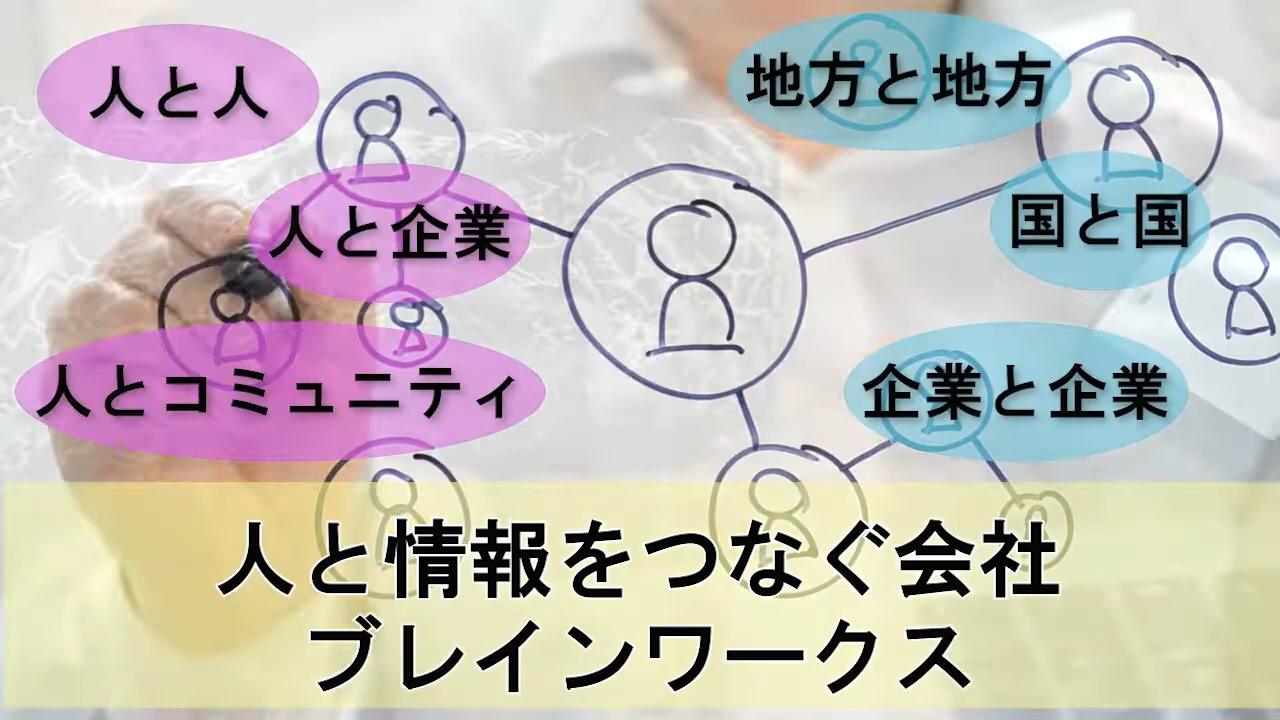 人と人
人と企業
人とコミュニティ
地方と地方
国と国
企業と企業
人と情報をつなぐ会社
ブレインワークス